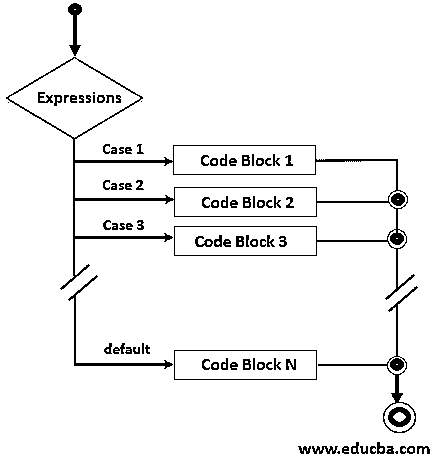 Expressions
Case 1
Code Block 1
Case 2
Code Block 2
Case 3
Code Block 3
default
Code Block N
www.educba.com